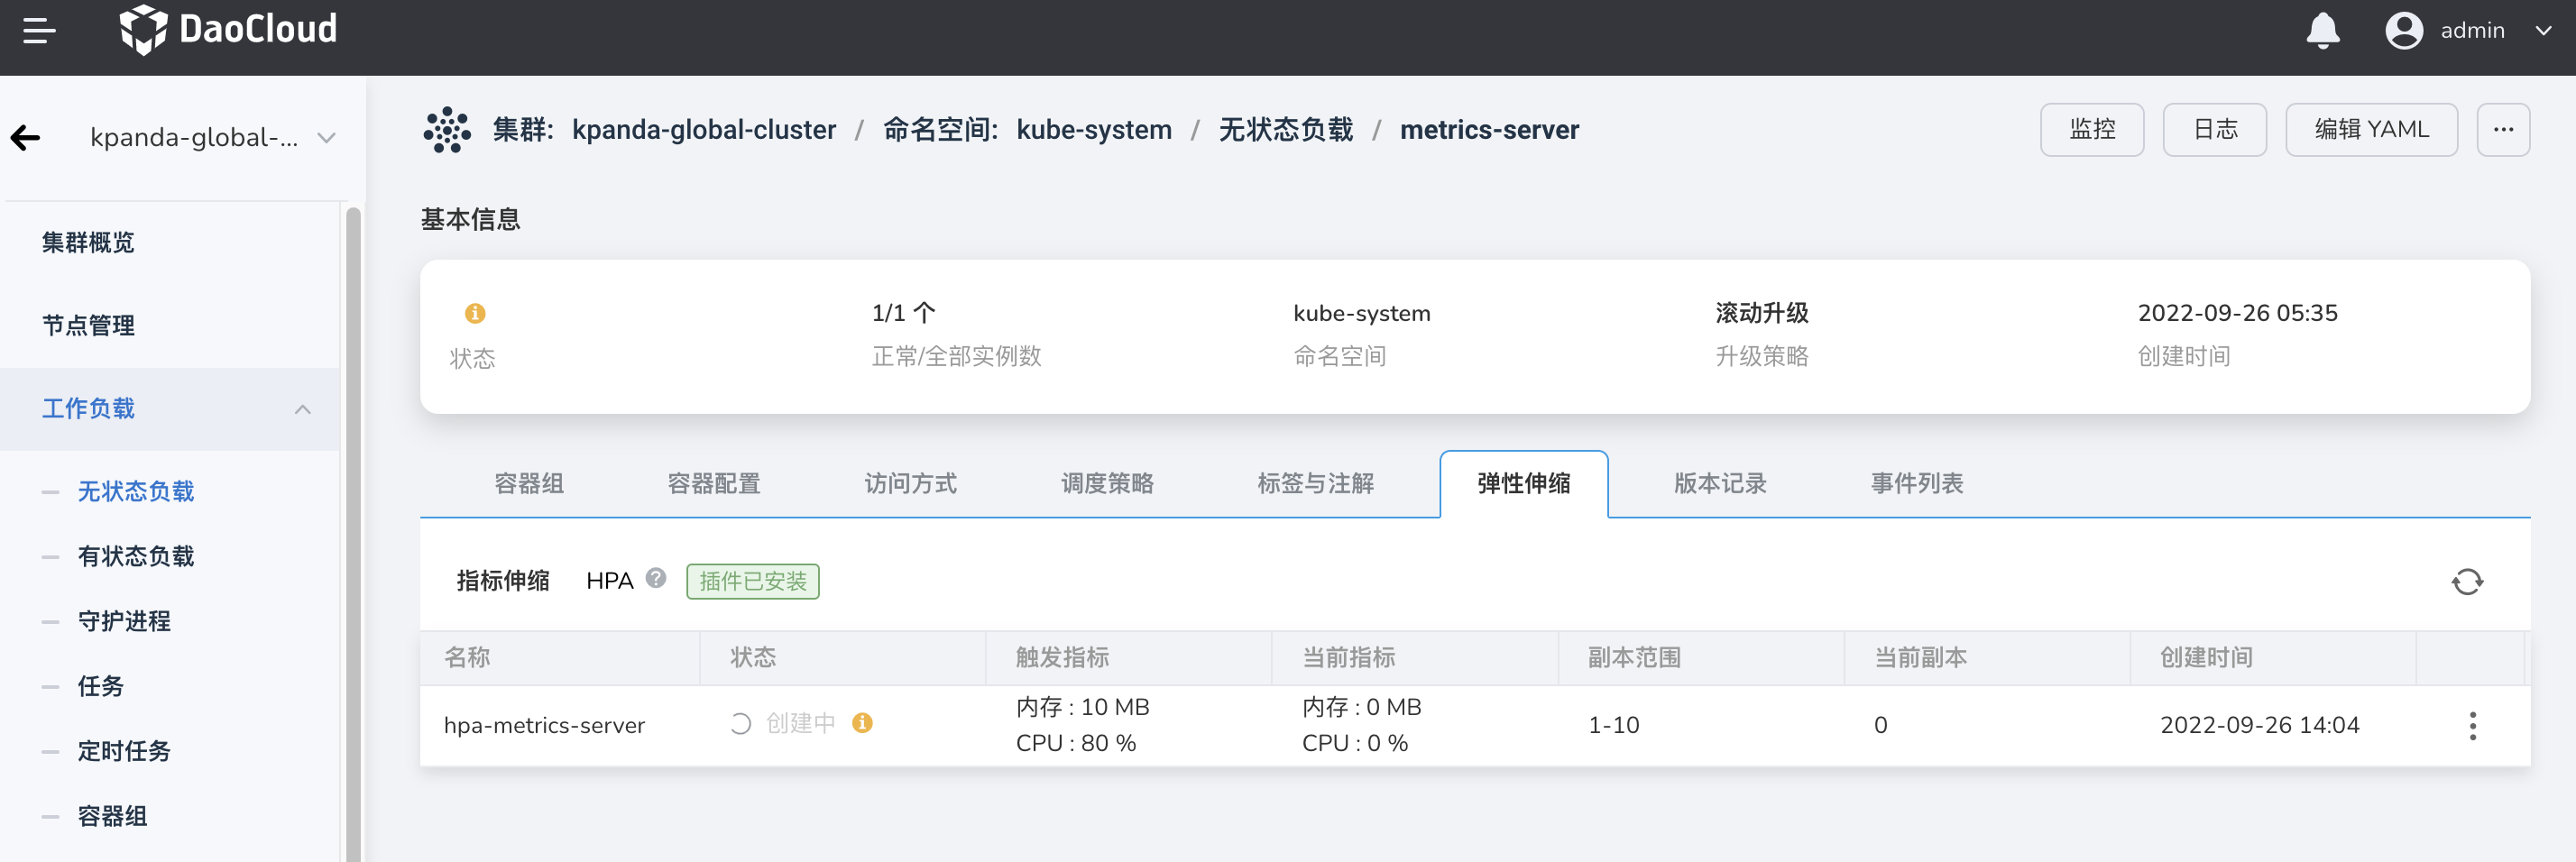 DaoCloud
admin
kpanda-global-...
集群: kpanda-global-cluster / 命名空间: kube-system / 无状态负载 / metrics-server
监控
日志
编辑 YAML
...
集群概览
节点管理
工作负载
无状态负载
有状态负载
守护进程
任务
定时任务
容器组
基本信息
状态
1/1 个
正常/全部实例数
kube-system
命名空间
滚动升级
升级策略
2022-09-26 05:35
创建时间
容器组 容器配置 访问方式 调度策略 标签与注解 弹性伸缩 版本记录 事件列表
指标伸缩 HPA 插件已安装
名称 状态 触发指标 当前指标 副本范围 当前副本 创建时间
hpa-metrics-server
创建中
内存 : 10 MB
CPU : 80 %
内存 : 0 MB
CPU : 0 %
1-10
0
2022-09-26 14:04